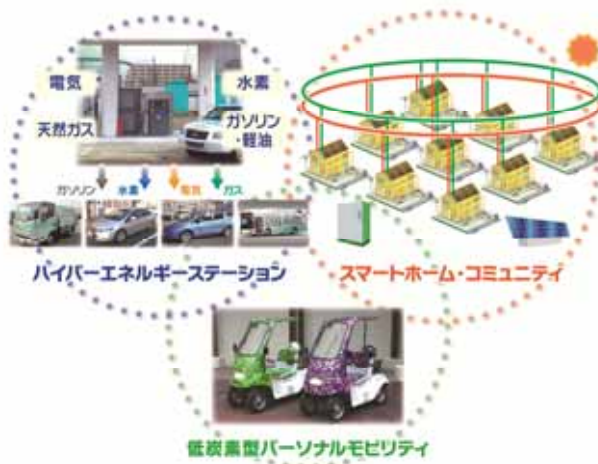 電気
水素
天然ガス
ガソリン
・軽油
ガソリン 水素 電気 ガス
ハイパーエネルギーステーション
スマートホーム・コミュニティ
低炭素型パーソナルモビリティ